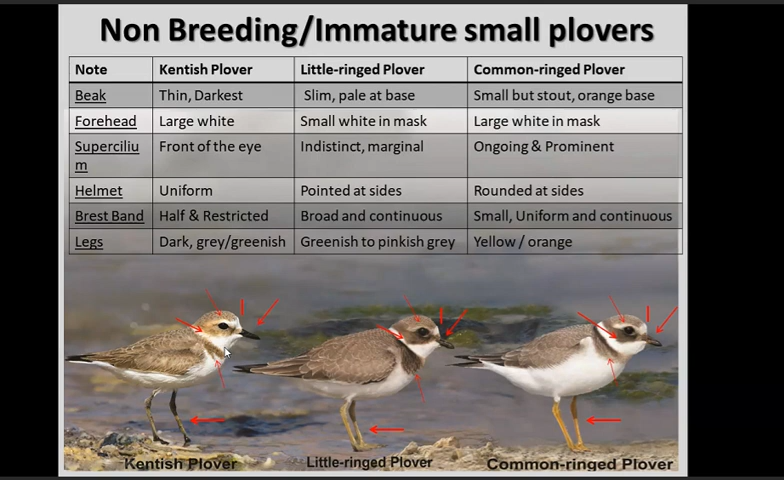 Non Breeding/Immature small plovers
Note Kentish Plover Little-ringed Plover Common-ringed Plover
Beak Thin, Darkest Slim, pale at base Small but stout, orange base
Forehead Large white Small white in mask Large white in mask
Superciliu Front of the eye Indistinct, marginal Ongoing & Prominent
m
Helmet Uniform Pointed at sides Rounded at sides
Brest Band Half & Restricted Broad and continuous Small, Uniform and continuous
Legs Dark, grey/greenish Greenish to pinkish grey Yellow / orange
Kentish Plover Little-ringed Plover Common-ringed Plover